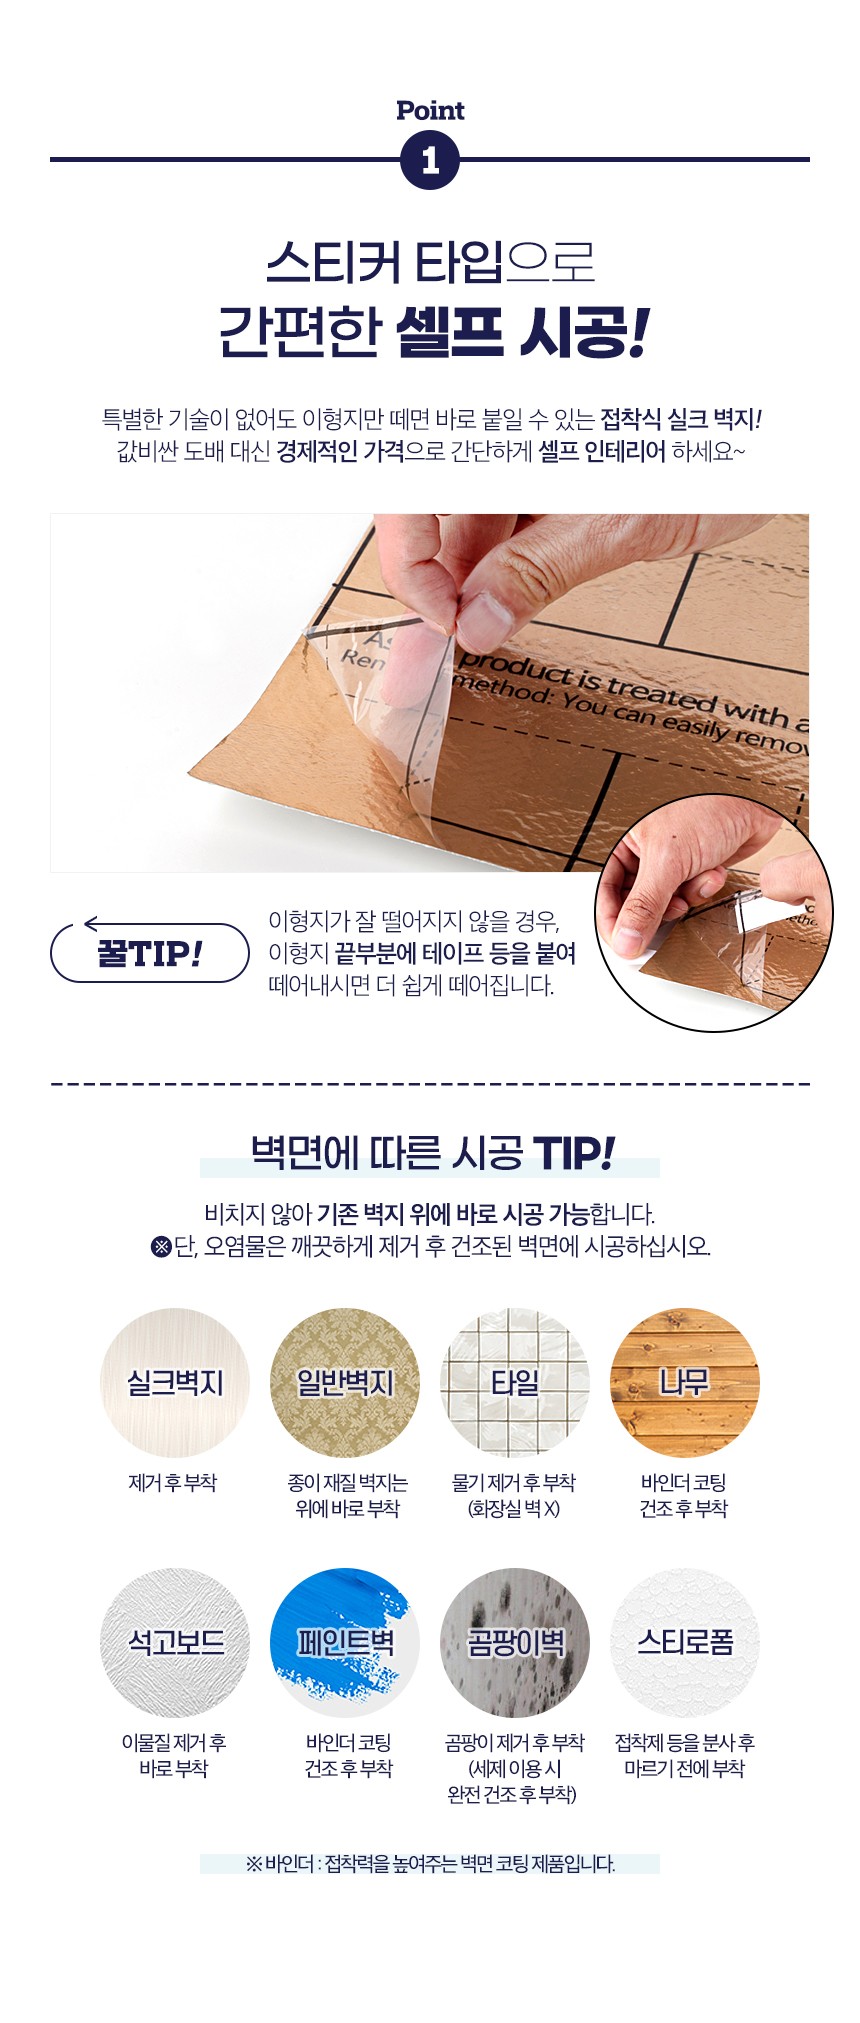 Point
1
스티커 타입으로
간편한 셀프 시공!
특별한 기술이 없어도 이형지만 떼면 바로 붙일 수 있는 접착식 실크 벽지!
값비싼 도배 대신 경제적인 가격으로 간단하게 셀프 인테리어 하세요~
As
product is treated with a
Rem
method: You can easily remov
꿀TIP!
이형지가 잘 떨어지지 않을 경우,
이형지 끝부분에 테이프 등을 붙여
떼어내시면 더 쉽게 떼어집니다.
벽면에 따른 시공 TIP!
비치지 않아 기존 벽지 위에 바로 시공 가능합니다.
※단, 오염물은 깨끗하게 제거 후 건조된 벽면에 시공하십시오.
실크벽지
일반벽지
타일
나무
제거 후 부착
종이 재질 벽지는
위에 바로 부착
물기 제거 후 부착
(화장실 벽 X)
바인더 코팅
건조 후 부착
석고보드
페인트벽
곰팡이벽
스티로폼
이물질 제거 후
바로 부착
바인더 코팅
건조 후 부착
곰팡이 제거 후 부착
(세제 이용 시
완전 건조 후 부착)
접착제 등을 분사 후
마르기 전에 부착
※ 바인더 : 접착력을 높여주는 벽면 코팅 제품입니다.